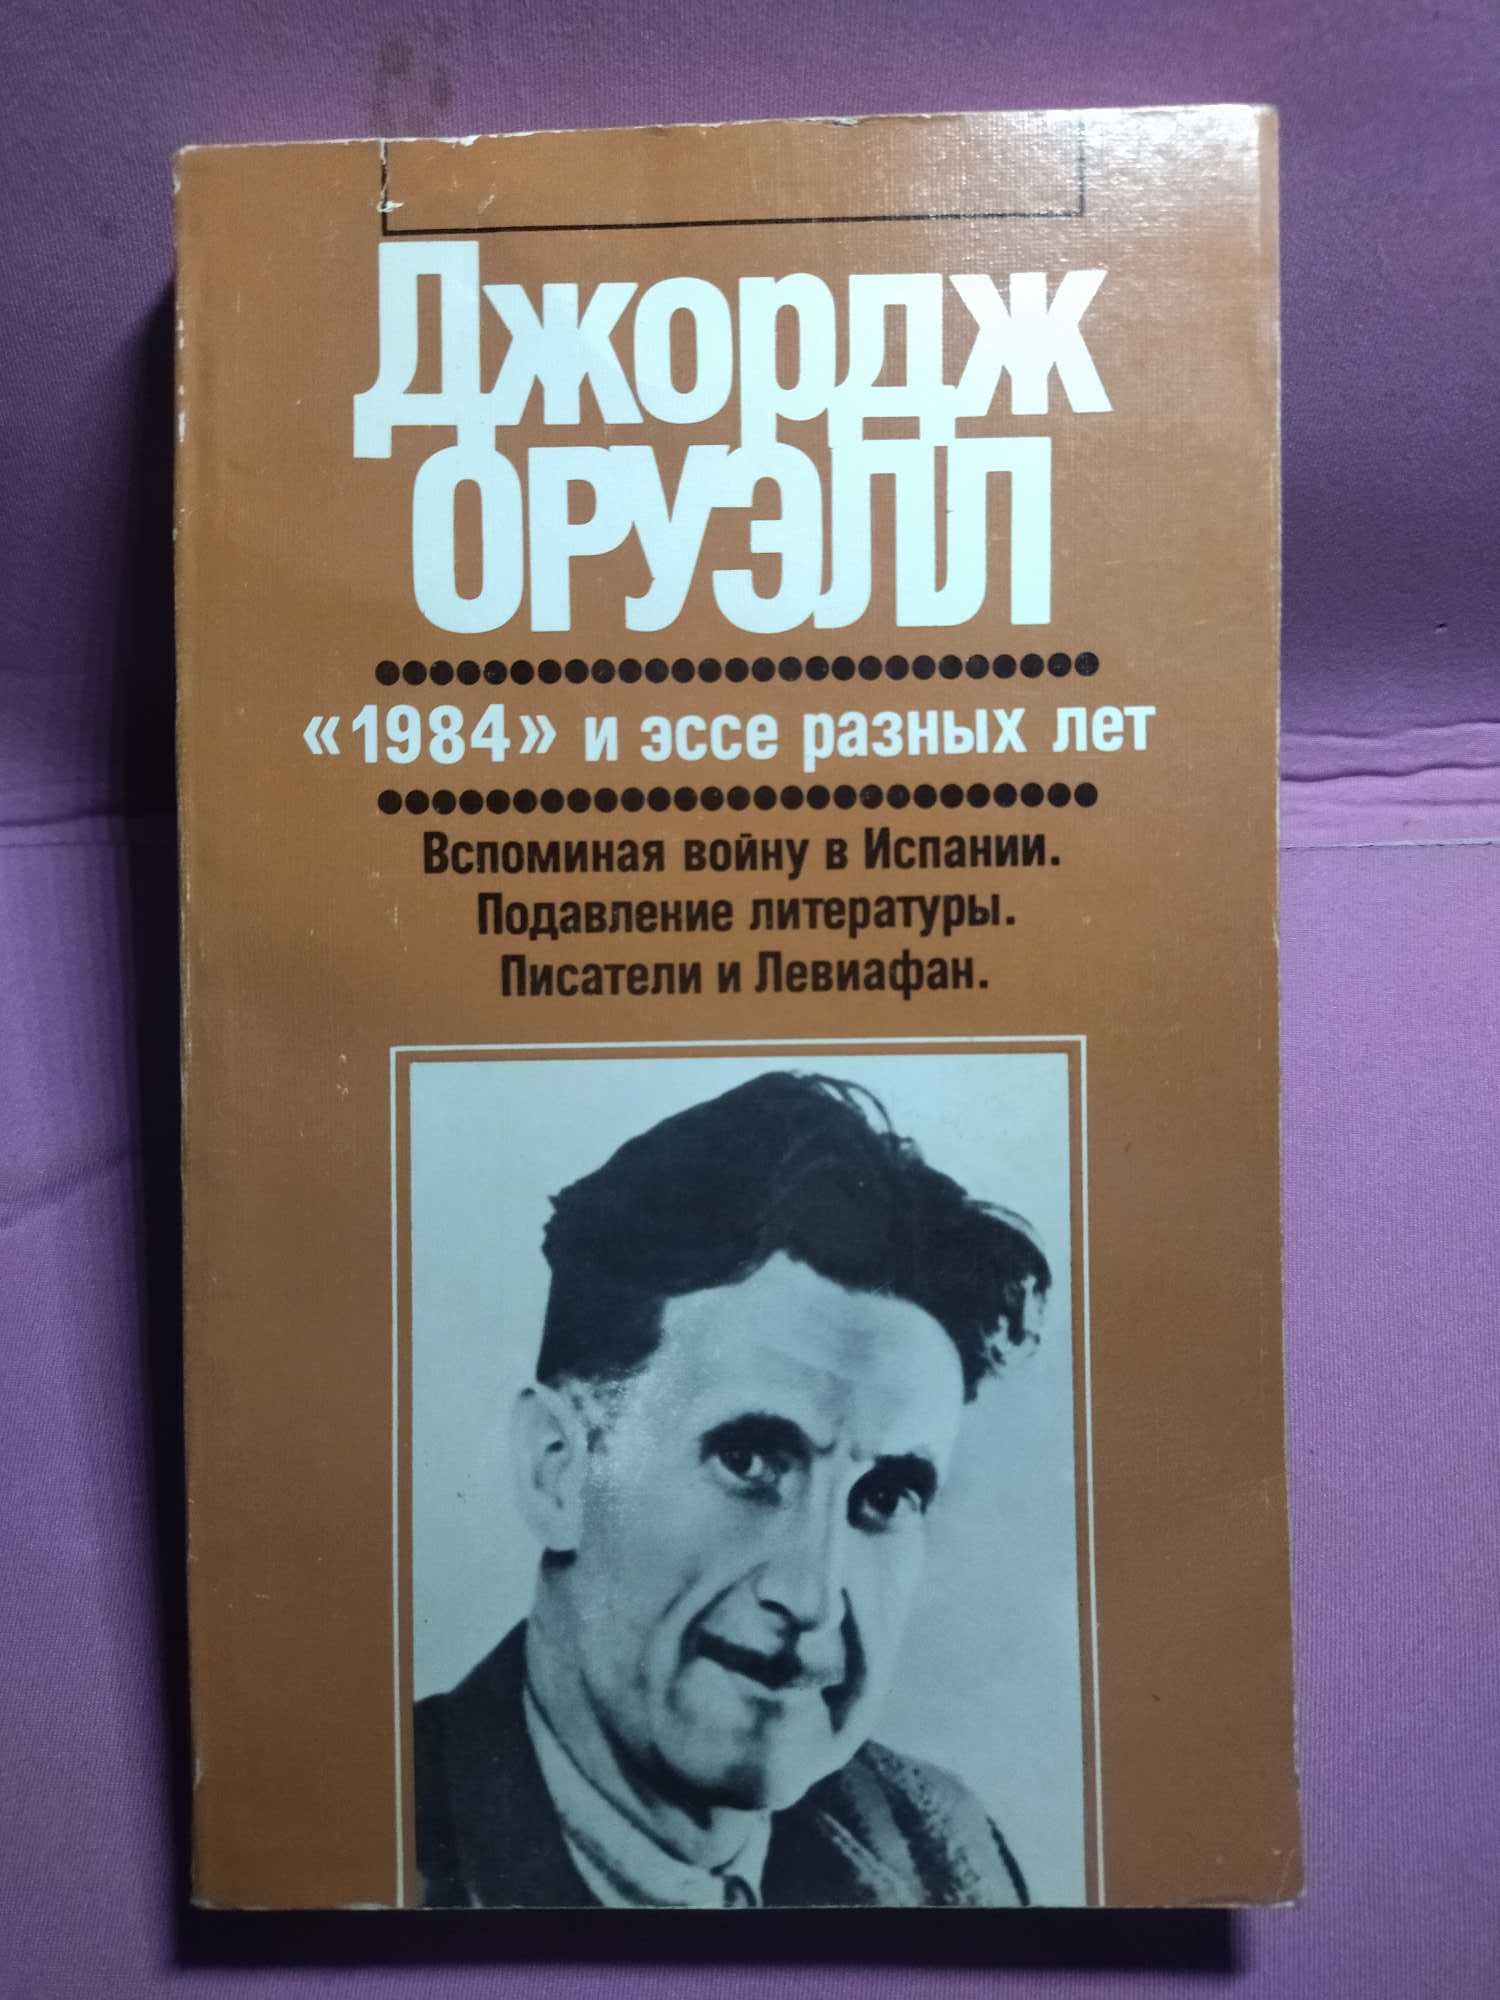 Джордж
ОРУЭЛЛ
«1984» и эссе разных лет
Вспоминая войну в Испании.
Подавление литературы.
Писатели и Левиафан.